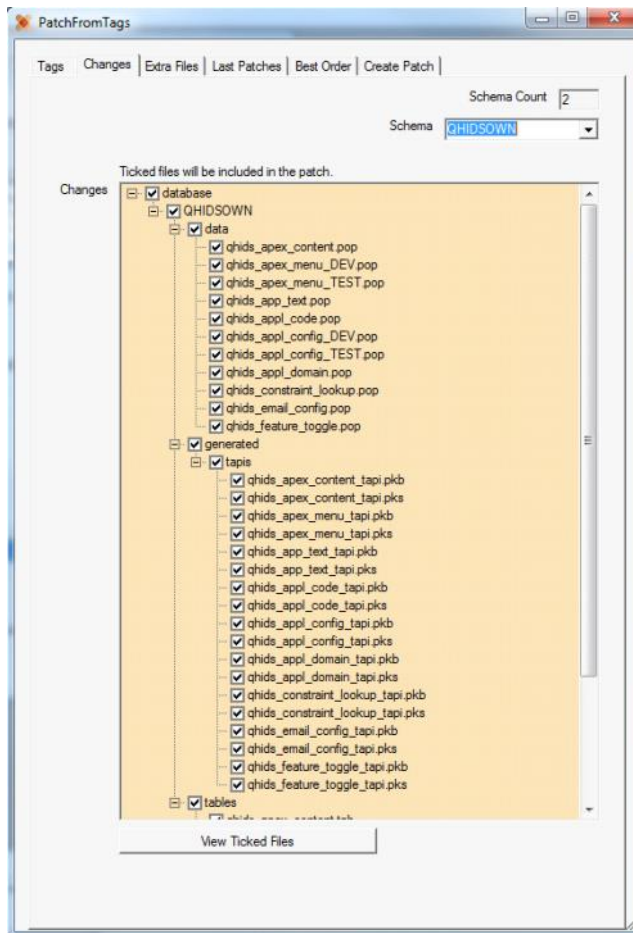 PatchFromTags
Tags Changes Extra Files Last Patches Best Order Create Patch
Schema Count 2
Schema QHIDSOWN
Ticked files will be included in the patch.
Changes
database
QHIDSOWN
data
qhids_apex_content.pop
qhids_apex_menu_DEV.pop
qhids_apex_menu_TEST.pop
qhids_app_text.pop
qhids_appl_code.pop
qhids_appl_config_DEV.pop
qhids_appl_config_TEST.pop
qhids_appl_domain.pop
qhids_constraint_lookup.pop
qhids_email_config.pop
qhids_feature_toggle.pop
generated
tapis
qhids_apex_content_tapi.pkb
qhids_apex_content_tapi.pks
qhids_apex_menu_tapi.pkb
qhids_apex_menu_tapi.pks
qhids_app_text_tapi.pkb
qhids_app_text_tapi.pks
qhids_appl_code_tapi.pkb
qhids_appl_code_tapi.pks
qhids_appl_config_tapi.pkb
qhids_appl_config_tapi.pks
qhids_appl_domain_tapi.pkb
qhids_appl_domain_tapi.pks
qhids_constraint_lookup_tapi.pkb
qhids_constraint_lookup_tapi.pks
qhids_email_config_tapi.pkb
qhids_email_config_tapi.pks
qhids_feature_toggle_tapi.pkb
qhids_feature_toggle_tapi.pks
tables
View Ticked Files